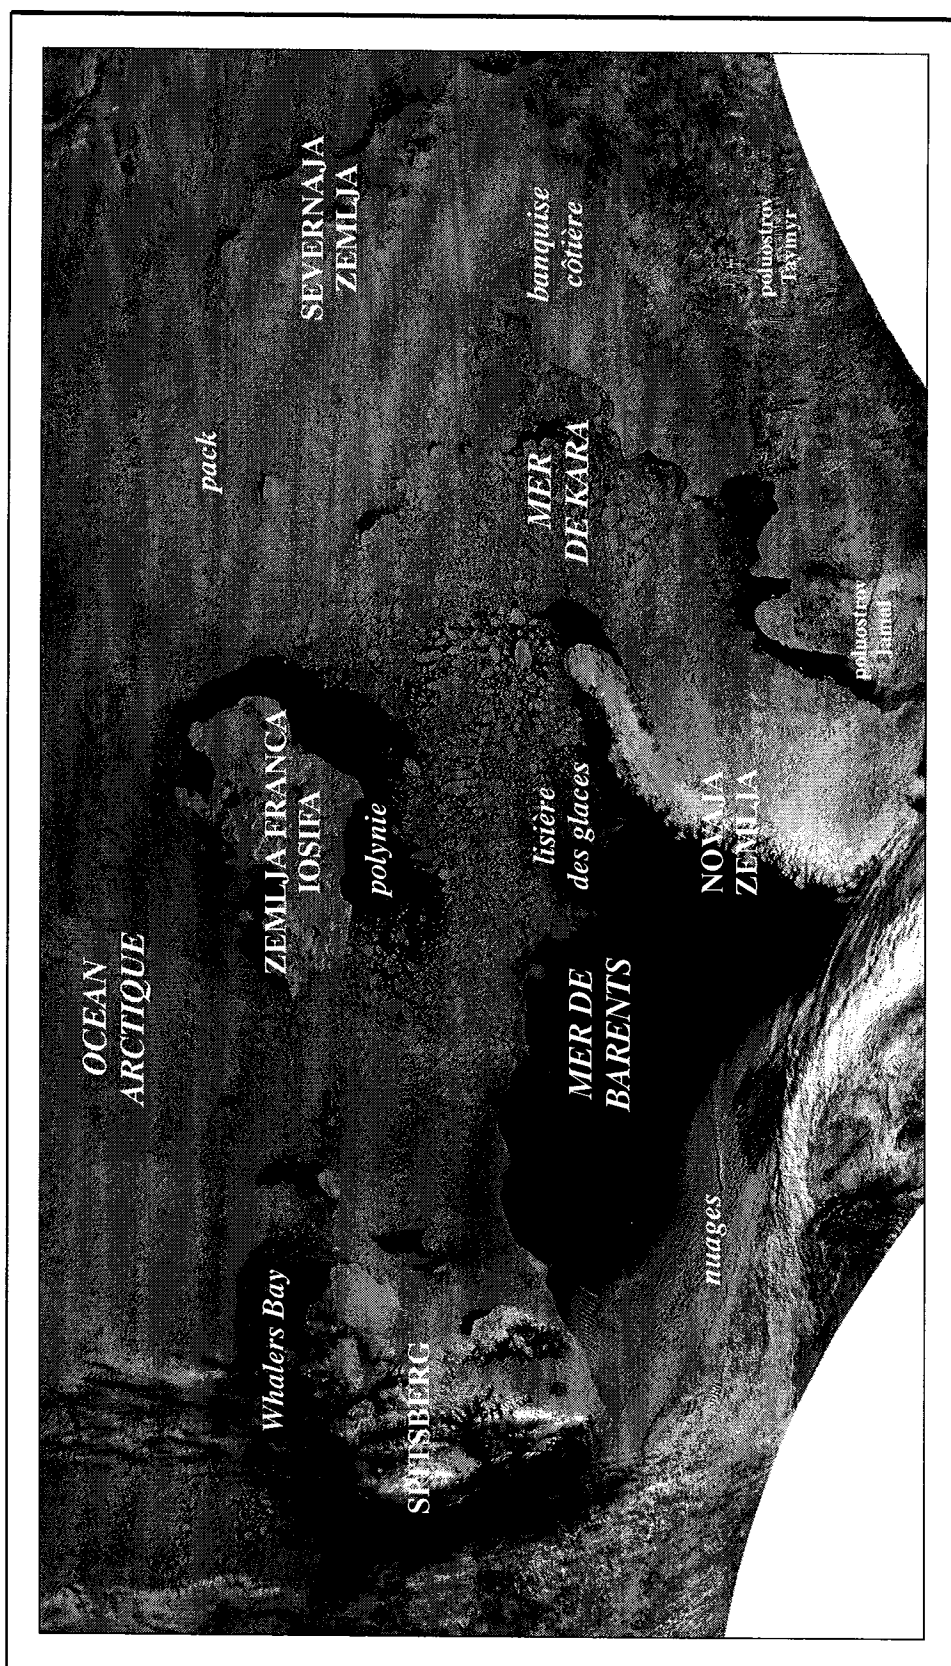 OCEAN
ARCTIQUE
pack
SEVERNAJA
ZEMLJA
Whalers Bay
ZEMLJA FRANCA
IOSIFA
polynie
SPITSBERG
lisière
des glaces
MER
DE KARA
banquise
côtière
MER DE
BARENTS
nuages
NOVAJA
ZEMLJA
poluostrov
Jamal
poluostrov
Taymyr